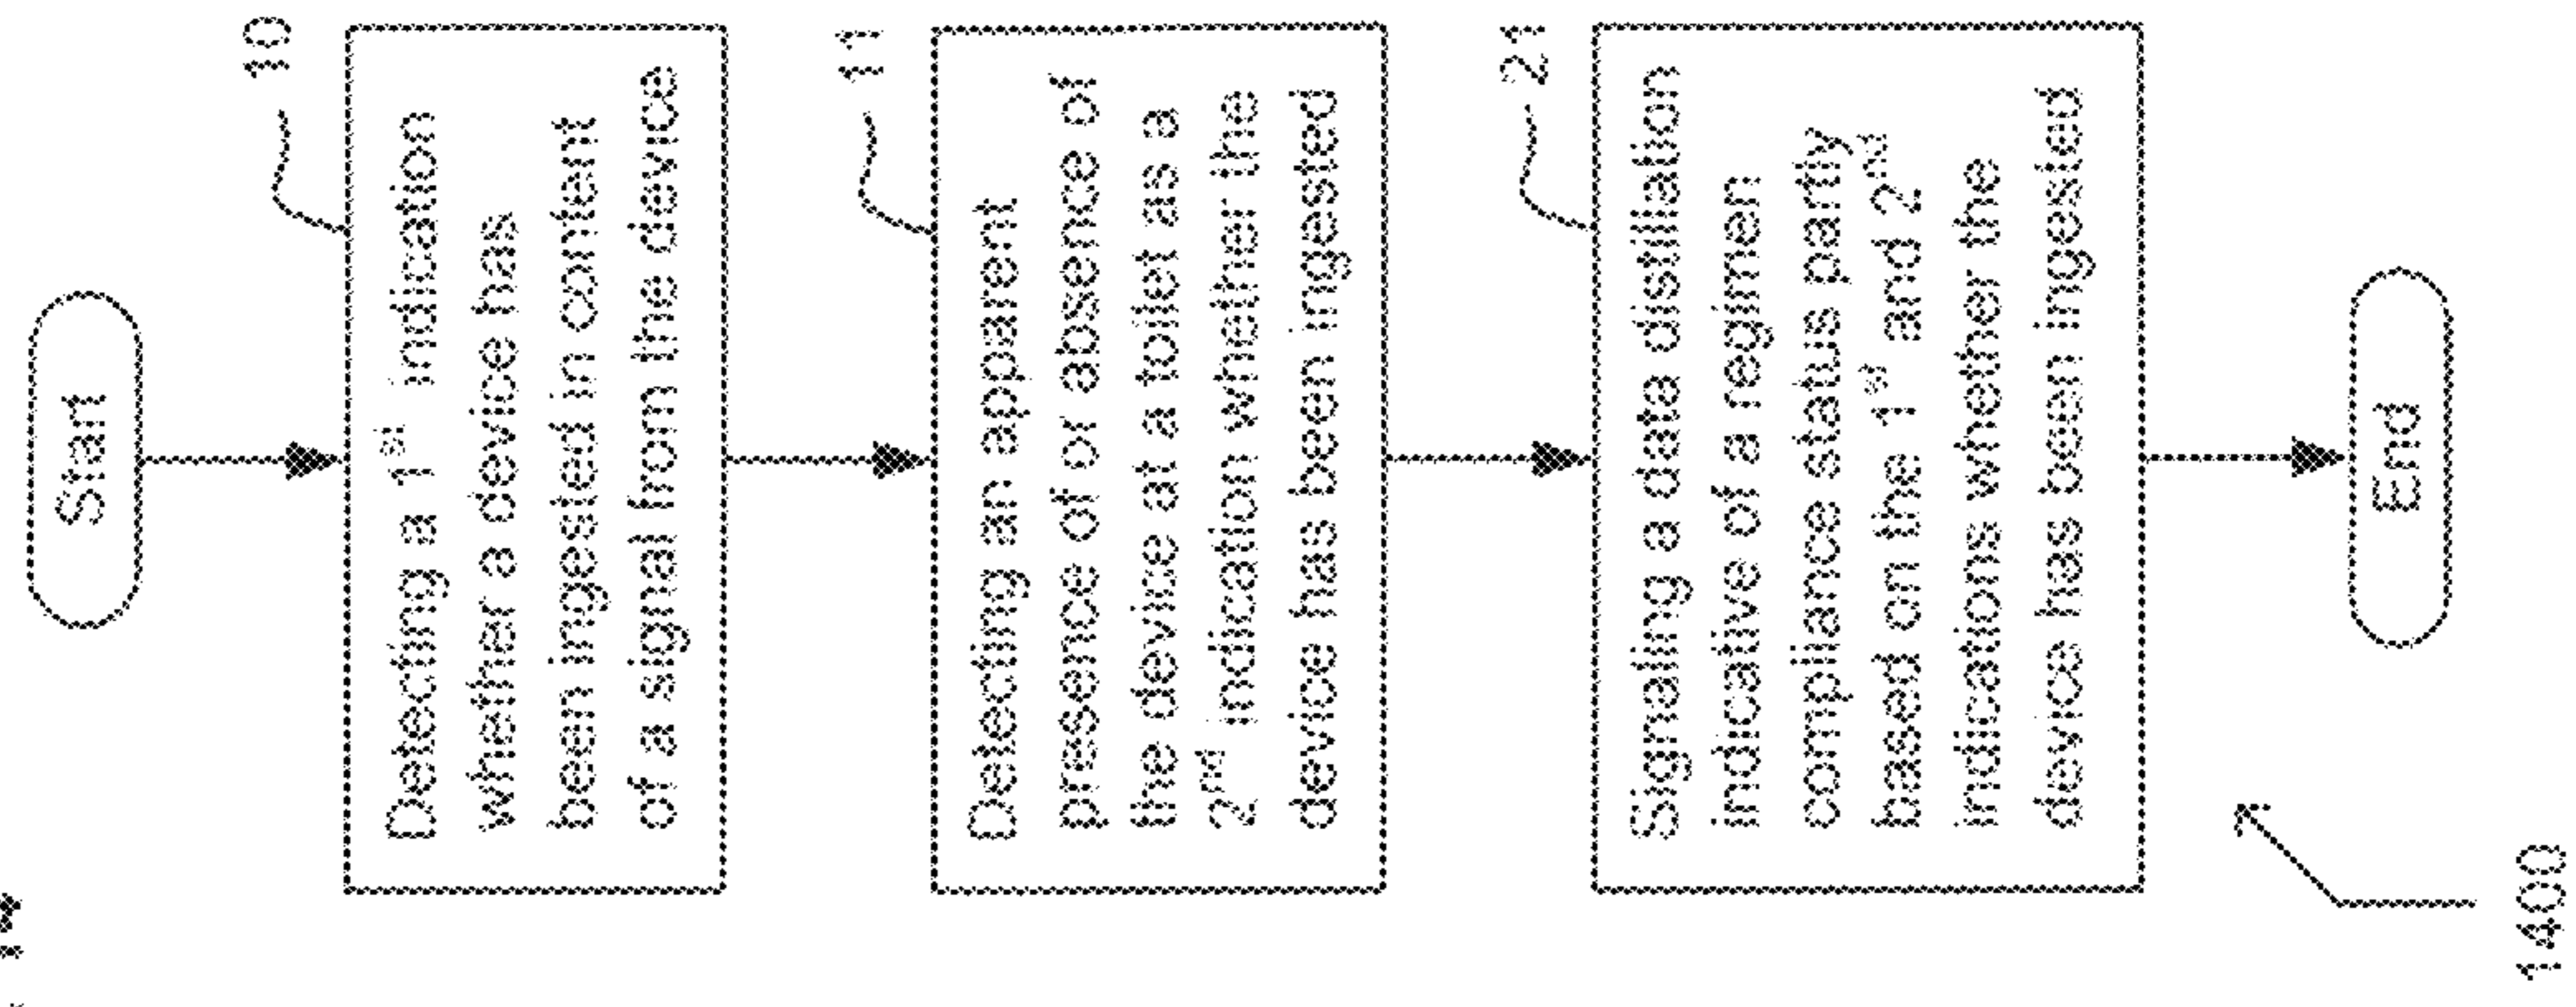 14
Start
10
Detecting a 1st indication
whether a device has
been ingested in content
of a signal from the device
11
Detecting an apparent
presence of or absence of
the device at a toilet as a
2nd indication whether the
device has been ingested
21
Signaling a data distillation
indicative of a regimen
compliance status partly
based on the 1st and 2nd
indications whether the
device has been ingested
End
1400